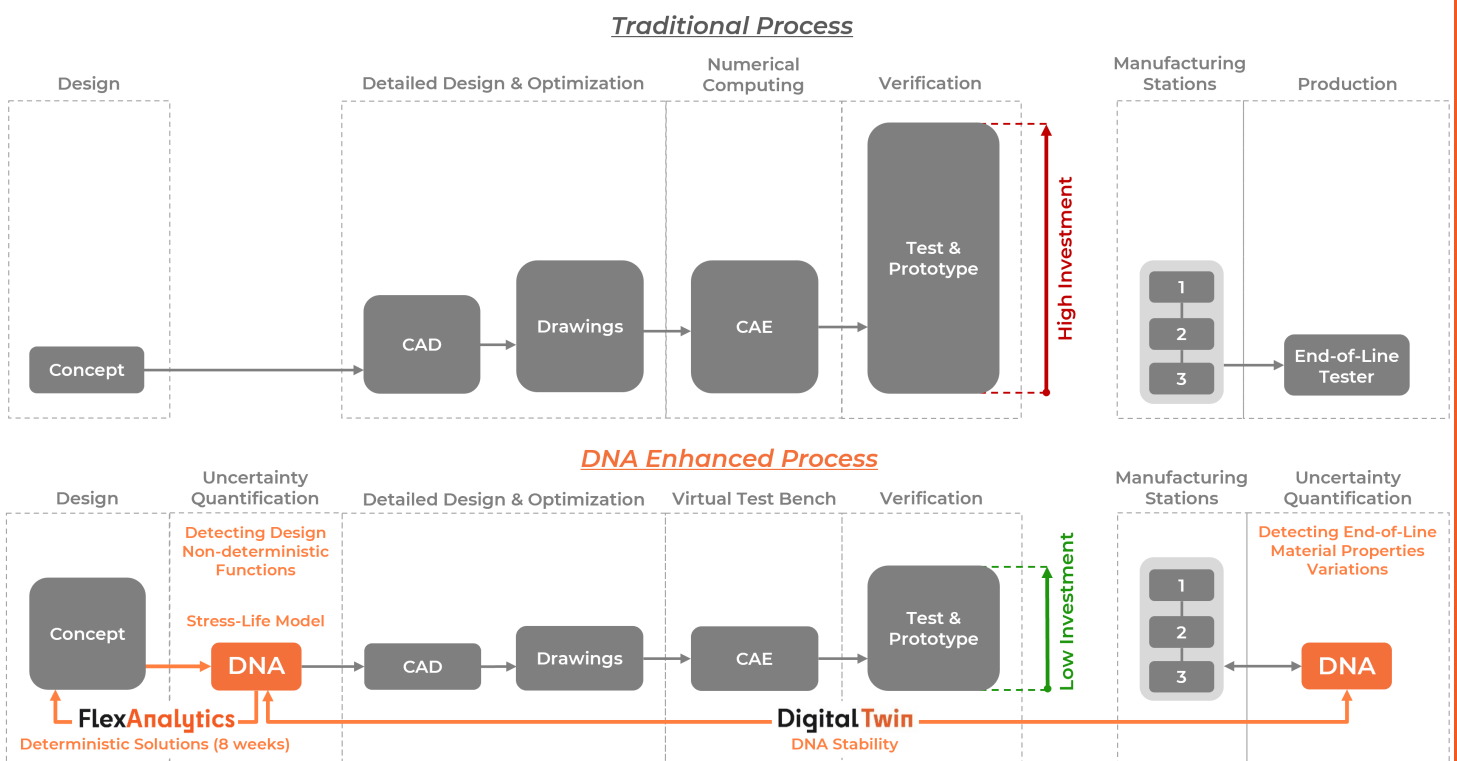 Traditional Process
Design
Detailed Design & Optimization
Numerical
Computing
Verification
Manufacturing
Stations
Production
Concept
CAD
Drawings
CAE
Test &
Prototype
High Investment
1
2
3
End-of-Line
Tester
DNA Enhanced Process
Design
Uncertainty
Quantification
Detailed Design & Optimization
Virtual Test Bench
Verification
Manufacturing
Stations
Uncertainty
Quantification
Detecting Design
Non-deterministic
Functions
Stress-Life Model
Concept
DNA
CAD
Drawings
CAE
Test &
Prototype
Low Investment
1
2
3
Detecting End-of-Line
Material Properties
Variations
DNA
FlexAnalytics
Deterministic Solutions (8 weeks)
DigitalTwin
DNA Stability